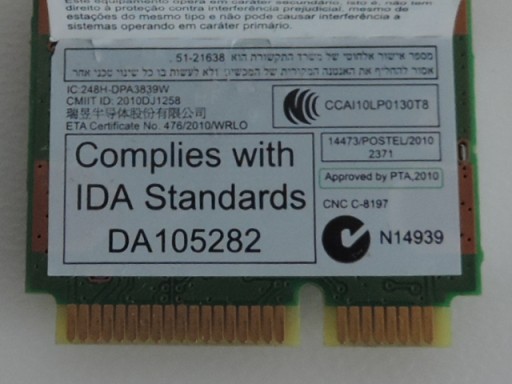 Este equipamento opera em caráter secundário, isto é, não tem
direito à proteção contra interferência prejudicial, mesmo de
estações do mesmo tipo e não pode causar interferência a
sistemas operando em caráter primário.
מספר אישור אלחוטי של משרד התקשורת הוא 51-21638 .
אסור להחליף את האנטנה המקורית של המכשיר, ולא לעשות בו כל שינוי טכני אחר
IC:248H-DPA3839W
CMIIT ID: 2010DJ1258
瑞昱半导体股份有限公司
ETA Certificate No. 476/2010/WRLO
CCAI10LP0130T8
14473/POSTEL/2010
2371
Approved by PTA,2010
CNC C-8197
N14939
Complies with
IDA Standards
DA105282